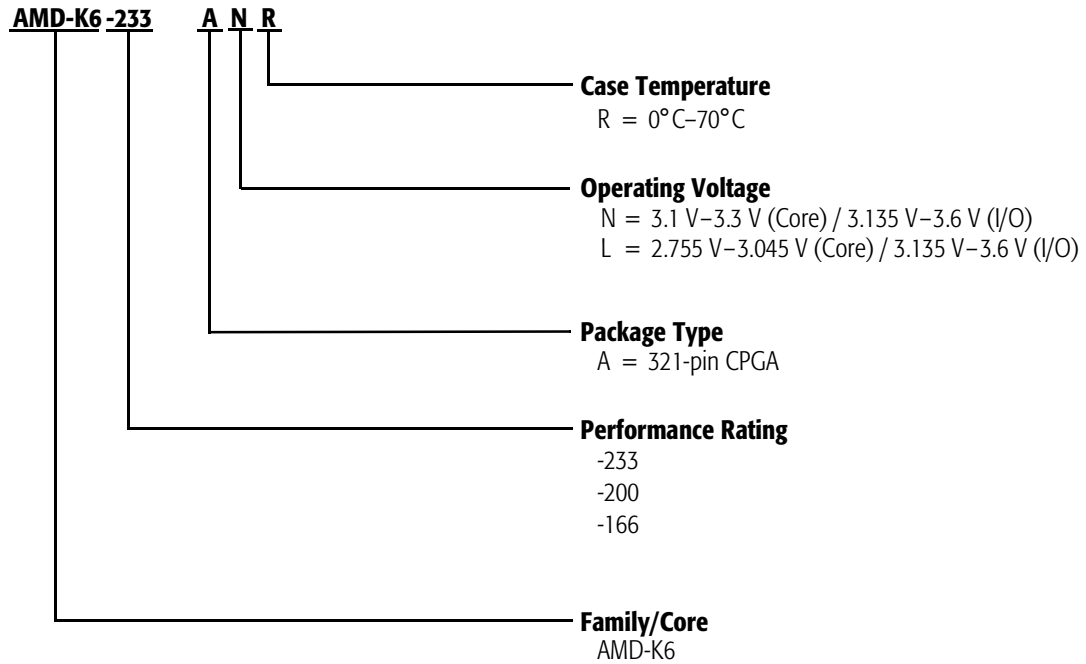 AMD-K6 -233 A N R
Case Temperature
R = 0°C–70°C
Operating Voltage
N = 3.1 V–3.3 V (Core) / 3.135 V–3.6 V (I/O)
L = 2.755 V–3.045 V (Core) / 3.135 V–3.6 V (I/O)
Package Type
A = 321-pin CPGA
Performance Rating
-233
-200
-166
Family/Core
AMD-K6